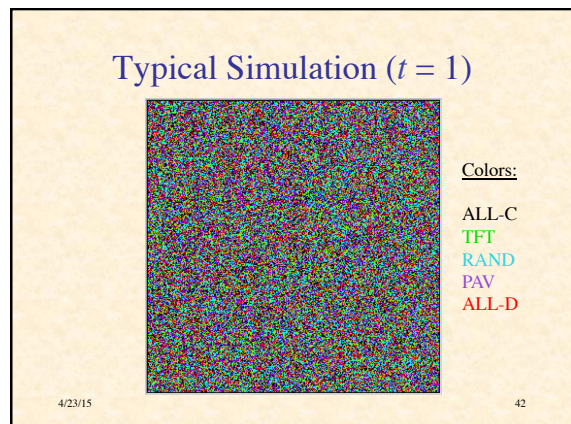 Typical Simulation (t = 1)
Colors:
ALL-C
TFT
RAND
PAV
ALL-D
4/23/15
42